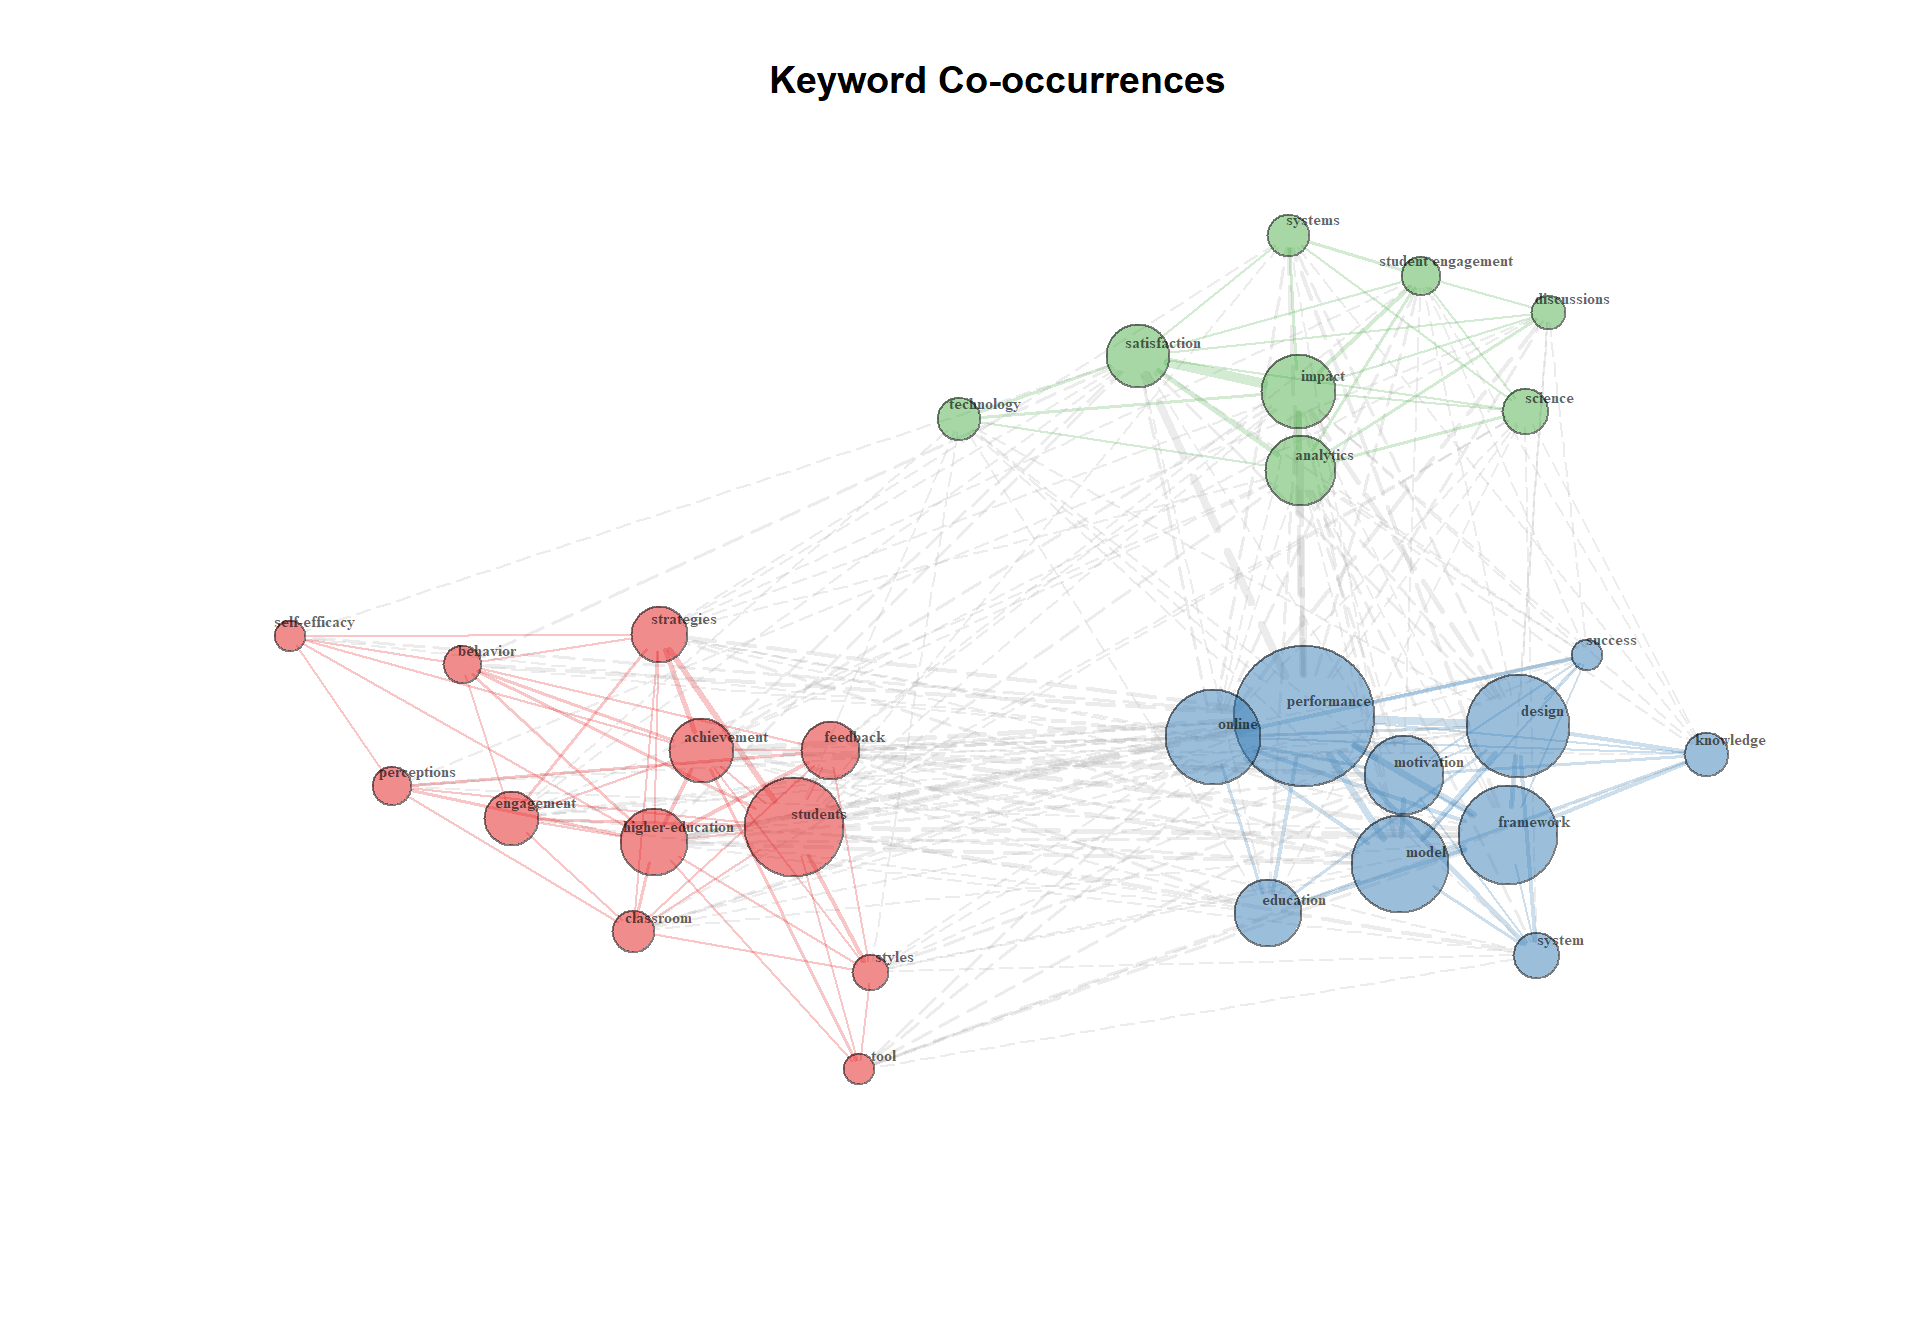 Keyword Co-occurrences
systems
student engagement
discussions
satisfaction
impact
science
technology
analytics
self-efficacy
strategies
behavior
success
performance
design
online
achievement
feedback
knowledge
motivation
perceptions
engagement
students
higher-education
framework
model
education
classroom
system
styles
tool